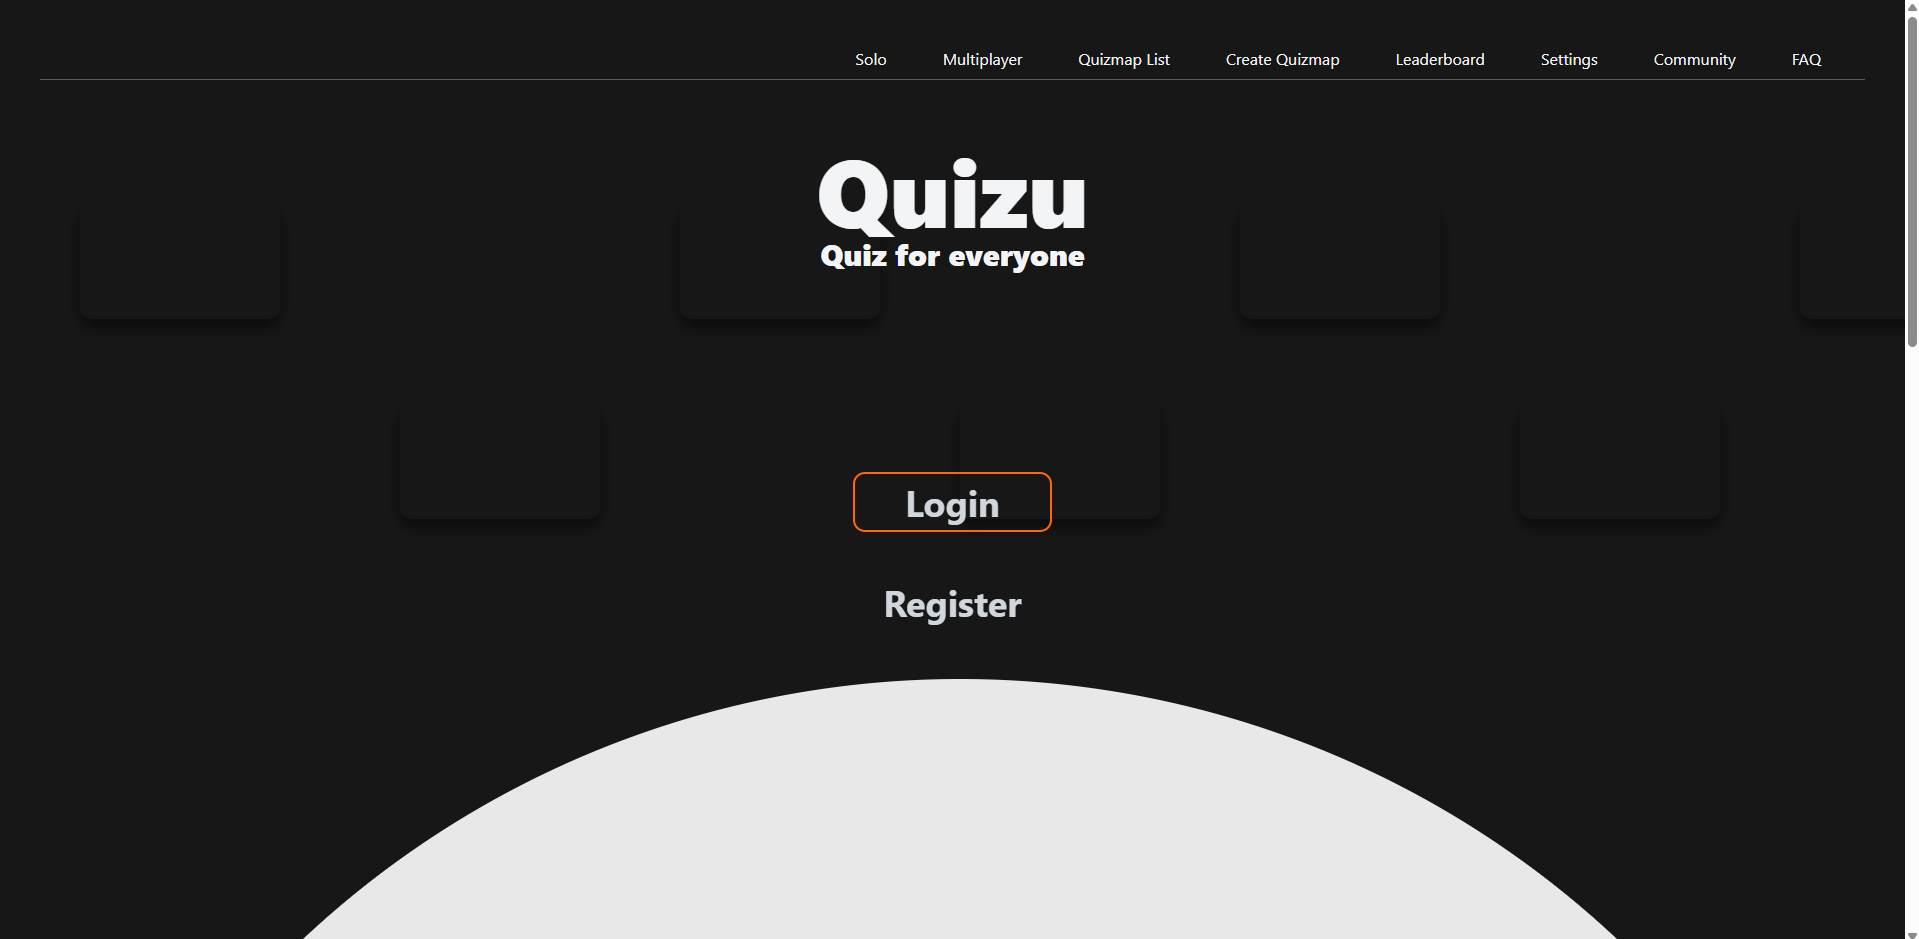 Solo Multiplayer Quizmap List Create Quizmap Leaderboard Settings Community FAQ
Quizu
Quiz for everyone
Login
Register